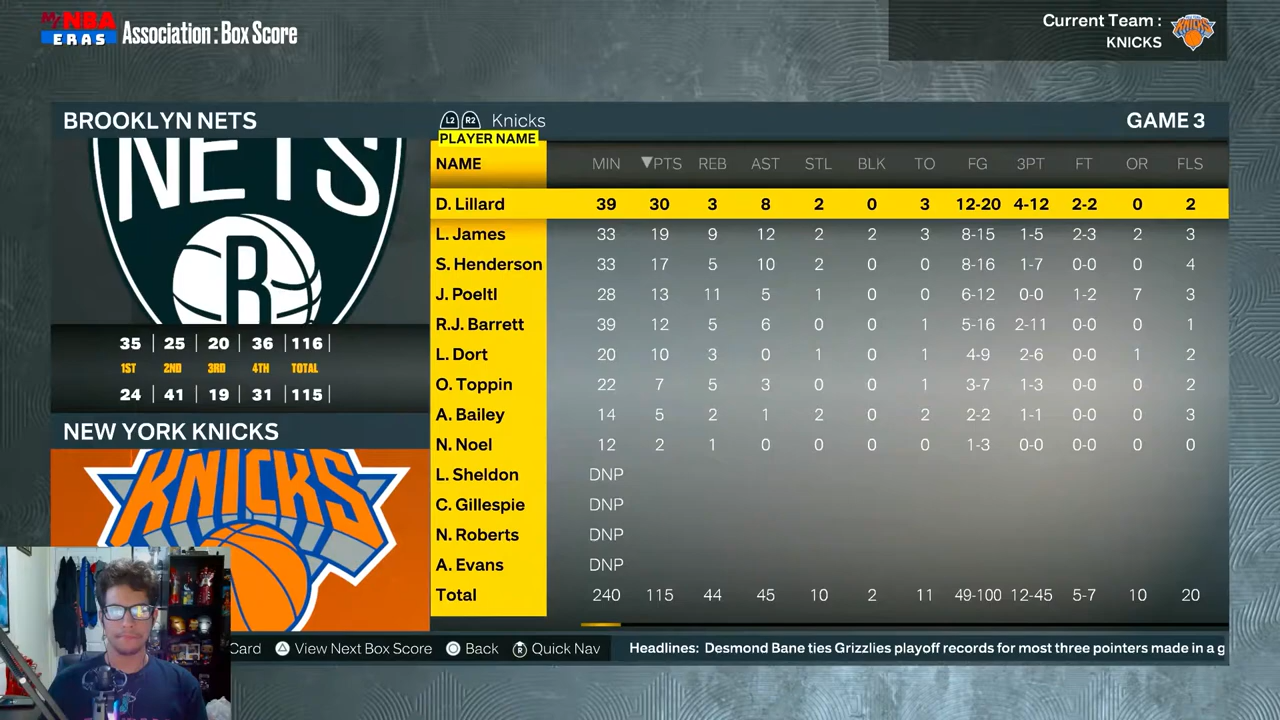 My NBA
ERAS
Association : Box Score
Current Team :
KNICKS
KNICKS
BROOKLYN NETS
NETS
B
35 | 25 | 20 | 36 | 116 |
1ST 2ND 3RD 4TH TOTAL
24 | 41 | 19 | 31 | 115 |
NEW YORK KNICKS
KNICKS
L2 R2 Knicks
GAME 3
PLAYER NAME
NAME MIN ▼PTS REB AST STL BLK TO FG 3PT FT OR FLS
D. Lillard 39 30 3 8 2 0 3 12-20 4-12 2-2 0 2
L. James 33 19 9 12 2 2 3 8-15 1-5 2-3 2 3
S. Henderson 33 17 5 10 2 0 0 8-16 1-7 0-0 0 4
J. Poeltl 28 13 11 5 1 0 0 6-12 0-0 1-2 7 3
R.J. Barrett 39 12 5 6 0 0 1 5-16 2-11 0-0 0 1
L. Dort 20 10 3 0 1 0 1 4-9 2-6 0-0 1 2
O. Toppin 22 7 5 3 0 0 1 3-7 1-3 0-0 0 2
A. Bailey 14 5 2 1 2 0 2 2-2 1-1 0-0 0 3
N. Noel 12 2 1 0 0 0 0 1-3 0-0 0-0 0 0
L. Sheldon DNP
C. Gillespie DNP
N. Roberts DNP
A. Evans DNP
Total 240 115 44 45 10 2 11 49-100 12-45 5-7 10 20
Card View Next Box Score Back R Quick Nav
Headlines: Desmond Bane ties Grizzlies playoff records for most three pointers made in a g